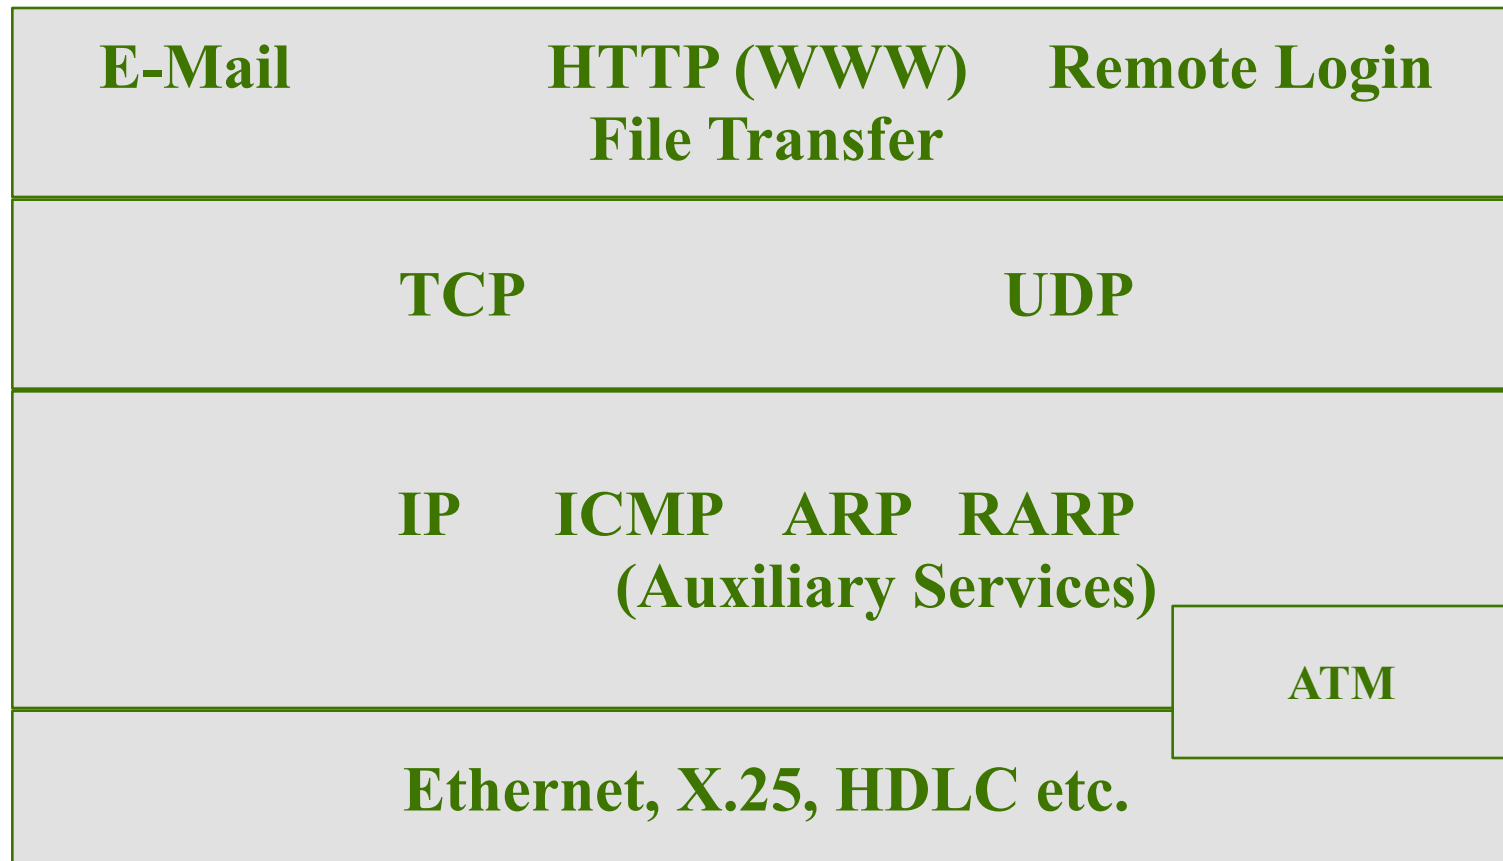 E-Mail HTTP (WWW) Remote Login
File Transfer
TCP UDP
IP ICMP ARP RARP
(Auxiliary Services)
ATM
Ethernet, X.25, HDLC etc.